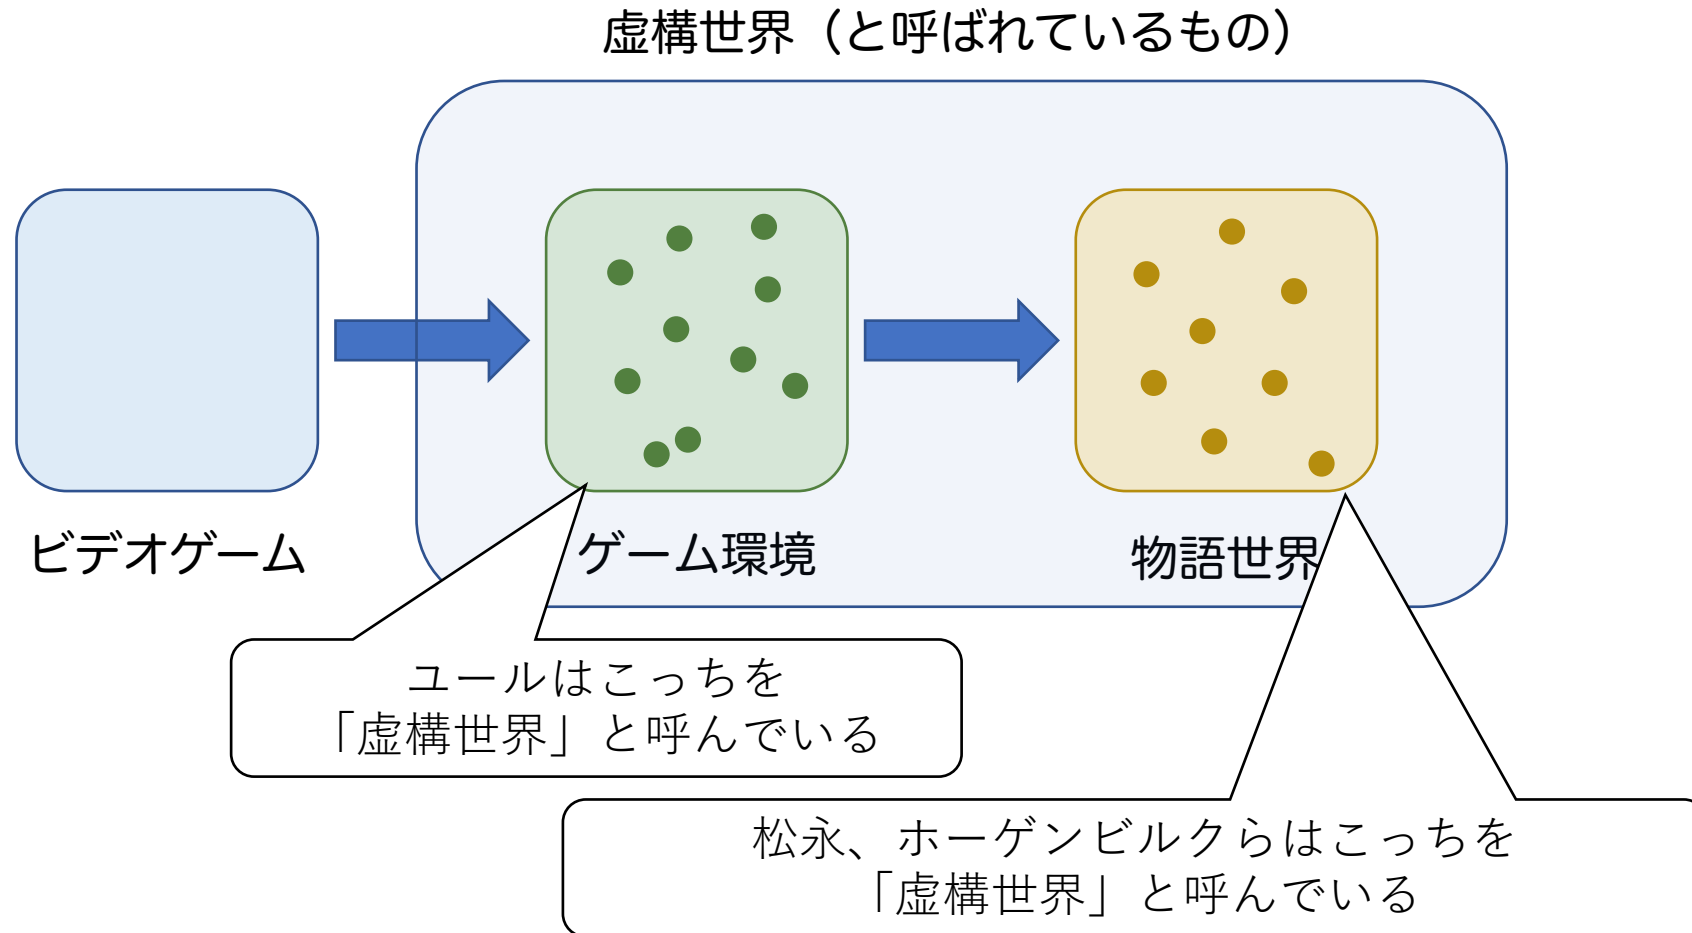 虚構世界（と呼ばれているもの）
ビデオゲーム
ゲーム環境
物語世界
ユールはこっちを
「虚構世界」と呼んでいる
松永、ホーゲンビルクらはこっちを
「虚構世界」と呼んでいる